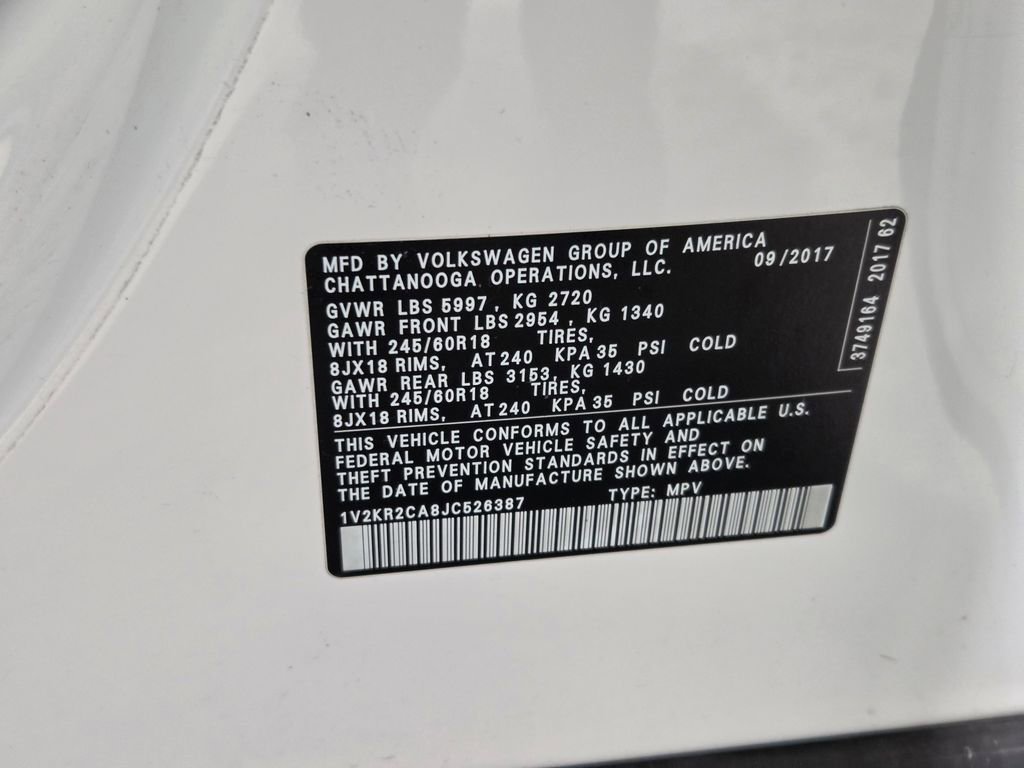 MFD BY VOLKSWAGEN GROUP OF AMERICA
CHATTANOOGA OPERATIONS, LLC. 09/2017
GVWR LBS 5997, KG 2720
GAWR FRONT LBS 2954, KG 1340
WITH 245/60R18 TIRES,
8JX18 RIMS, AT 240 KPA 35 PSI COLD
GAWR REAR LBS 3153, KG 1430
WITH 245/60R18 TIRES,
8JX18 RIMS, AT 240 KPA 35 PSI COLD
THIS VEHICLE CONFORMS TO ALL APPLICABLE U.S.
FEDERAL MOTOR VEHICLE SAFETY AND
THEFT PREVENTION STANDARDS IN EFFECT ON
THE DATE OF MANUFACTURE SHOWN ABOVE.
1V2KR2CA8JC526387 TYPE: MPV
3749164 2017 62